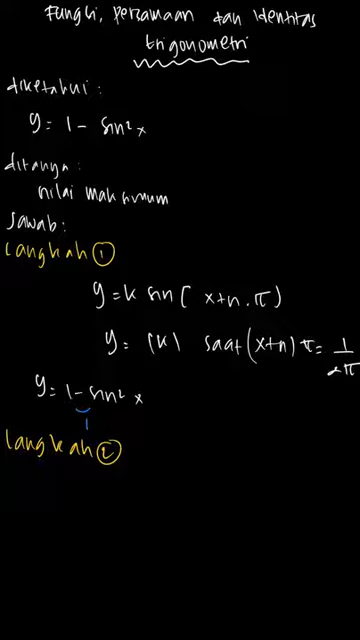 Fungsi, persamaan dan identitas
trigonometri
diketahui:
y = 1 - sin² x
ditanya:
nilai maksimum
Jawab:
Langkah ①
y = k sin ( x+n . π)
y = |k| saat (x+n) π = 1/2π
y = 1 - sin² x
1
Langkah ②